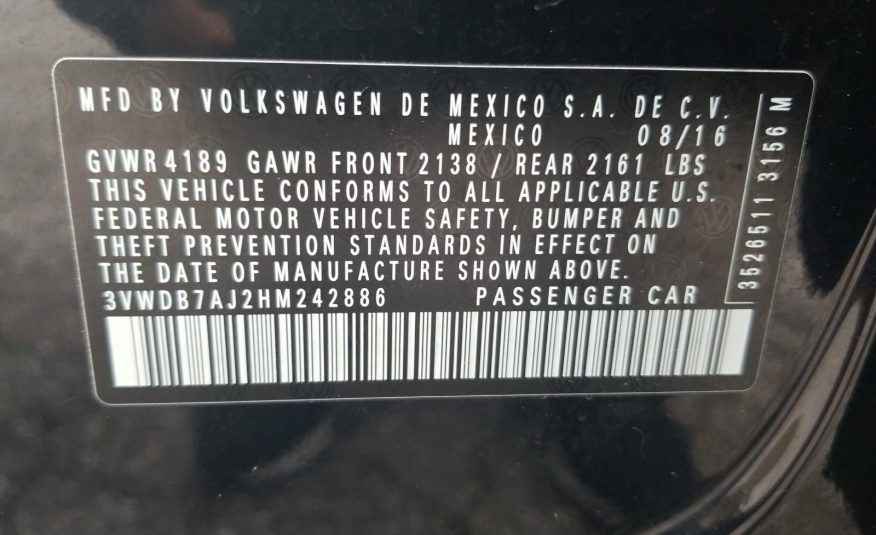 MFD BY VOLKSWAGEN DE MEXICO S.A. DE C.V.
MEXICO 08/16
GVWR 4189 GAWR FRONT 2138 / REAR 2161 LBS
THIS VEHICLE CONFORMS TO ALL APPLICABLE U.S.
FEDERAL MOTOR VEHICLE SAFETY, BUMPER AND
THEFT PREVENTION STANDARDS IN EFFECT ON
THE DATE OF MANUFACTURE SHOWN ABOVE.
3VWDB7AJ2HM242886 PASSENGER CAR
3526511 3156 M